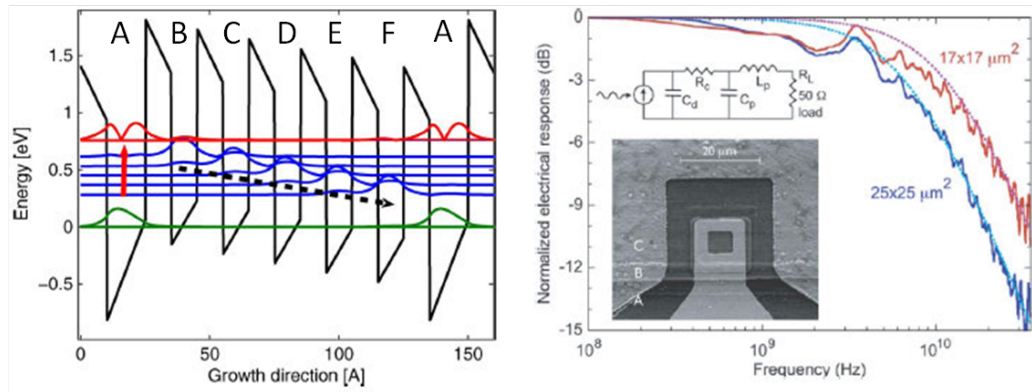 A B C D E F A
1.5
1
0.5
0
−0.5
Energy [eV]
0 50 100 150
Growth direction [A]
0
-3
-6
-9
-12
-15
Normalized electrical response (dB)
17x17 μm²
25x25 μm²
R_c
L_p
R_L
50 Ω
load
C_d
C_p
20 μm
C
B
A
10⁸ 10⁹ 10¹⁰
Frequency (Hz)